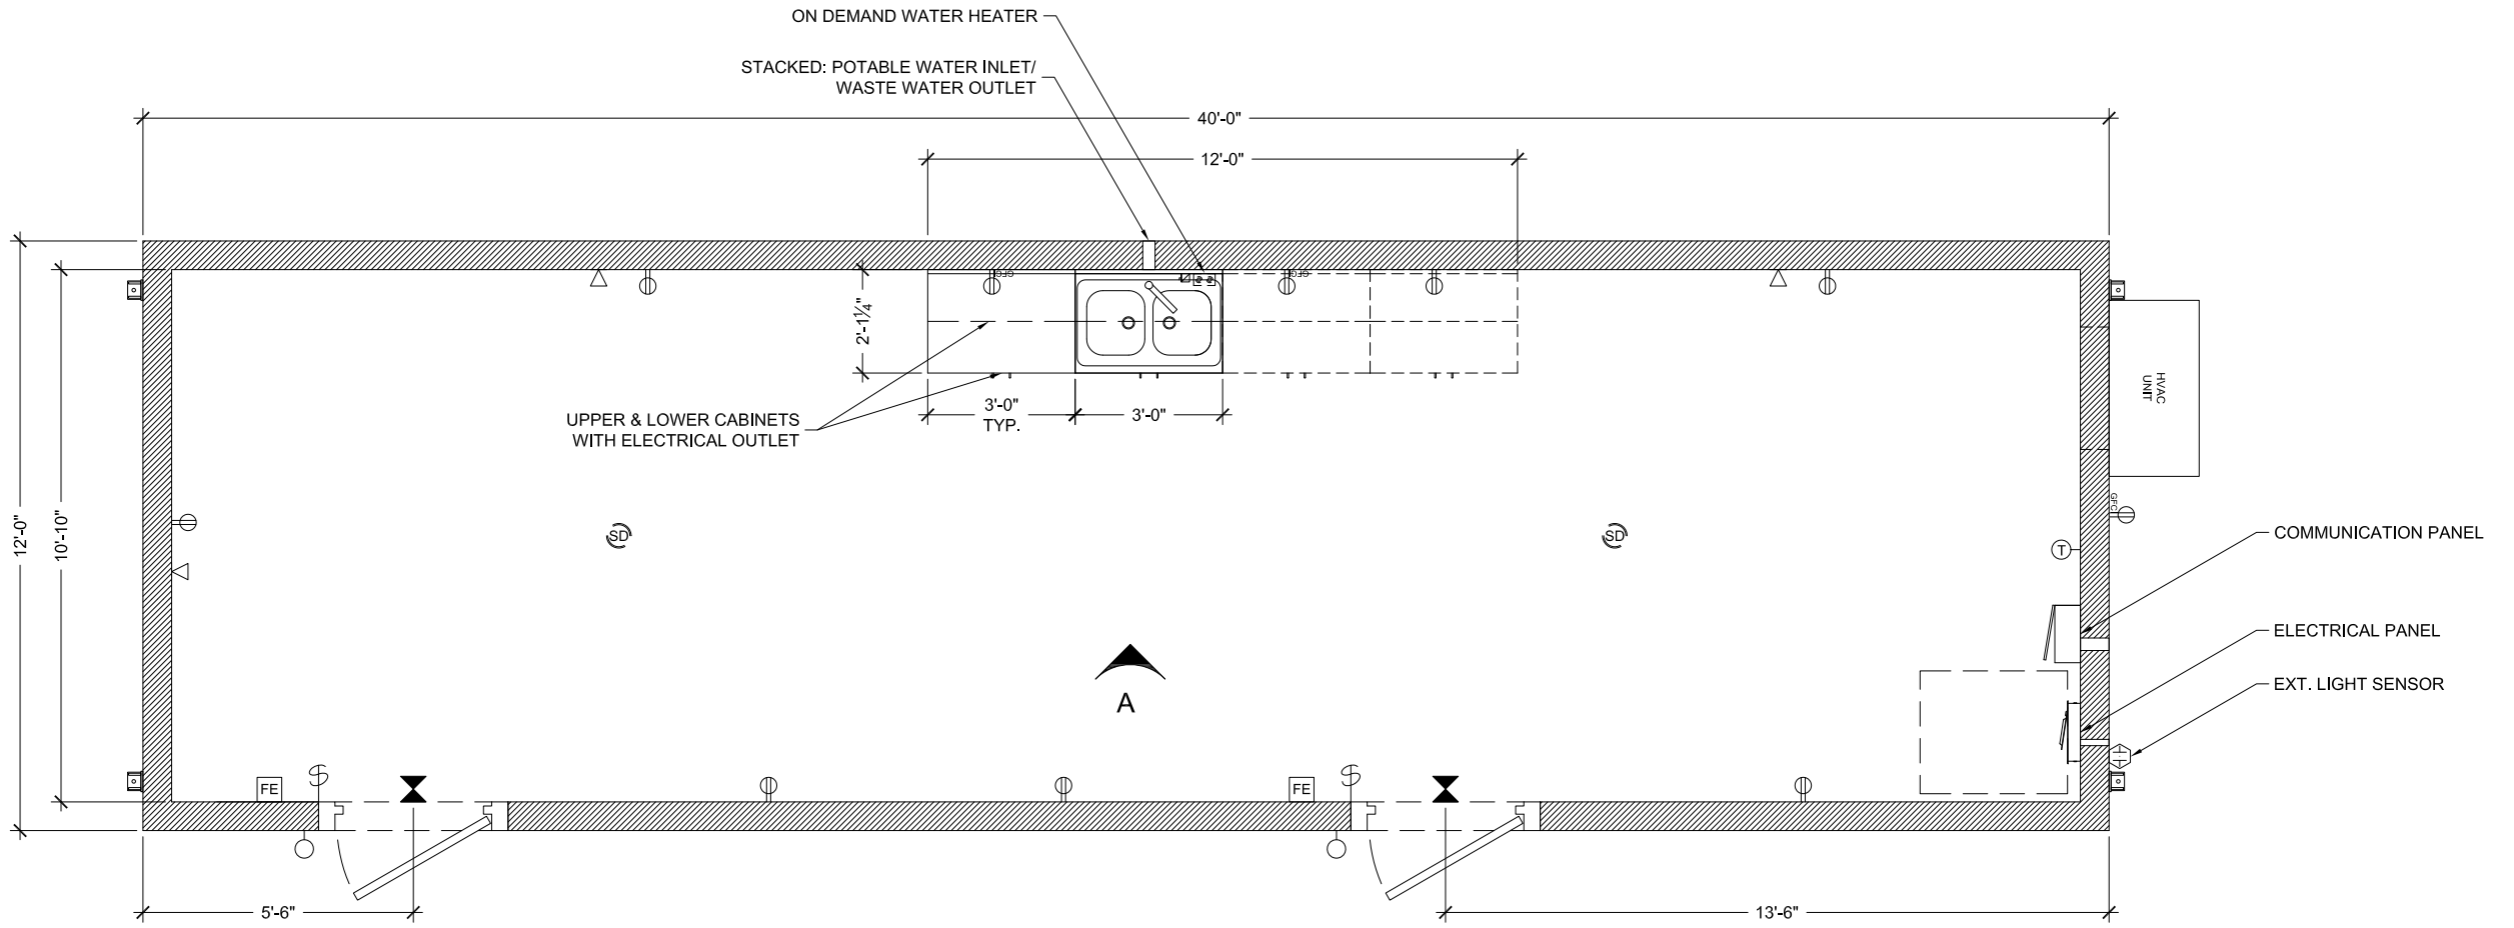 ON DEMAND WATER HEATER
STACKED: POTABLE WATER INLET/
WASTE WATER OUTLET
40'-0"
12'-0"
GFCI
GFCI
2'-1¼"
3'-0"
TYP.
3'-0"
UPPER & LOWER CABINETS
WITH ELECTRICAL OUTLET
HVAC
UNIT
GFCI
12'-0"
10'-10"
SD
SD
T
COMMUNICATION PANEL
ELECTRICAL PANEL
EXT. LIGHT SENSOR
A
FE
FE
5'-6"
13'-6"